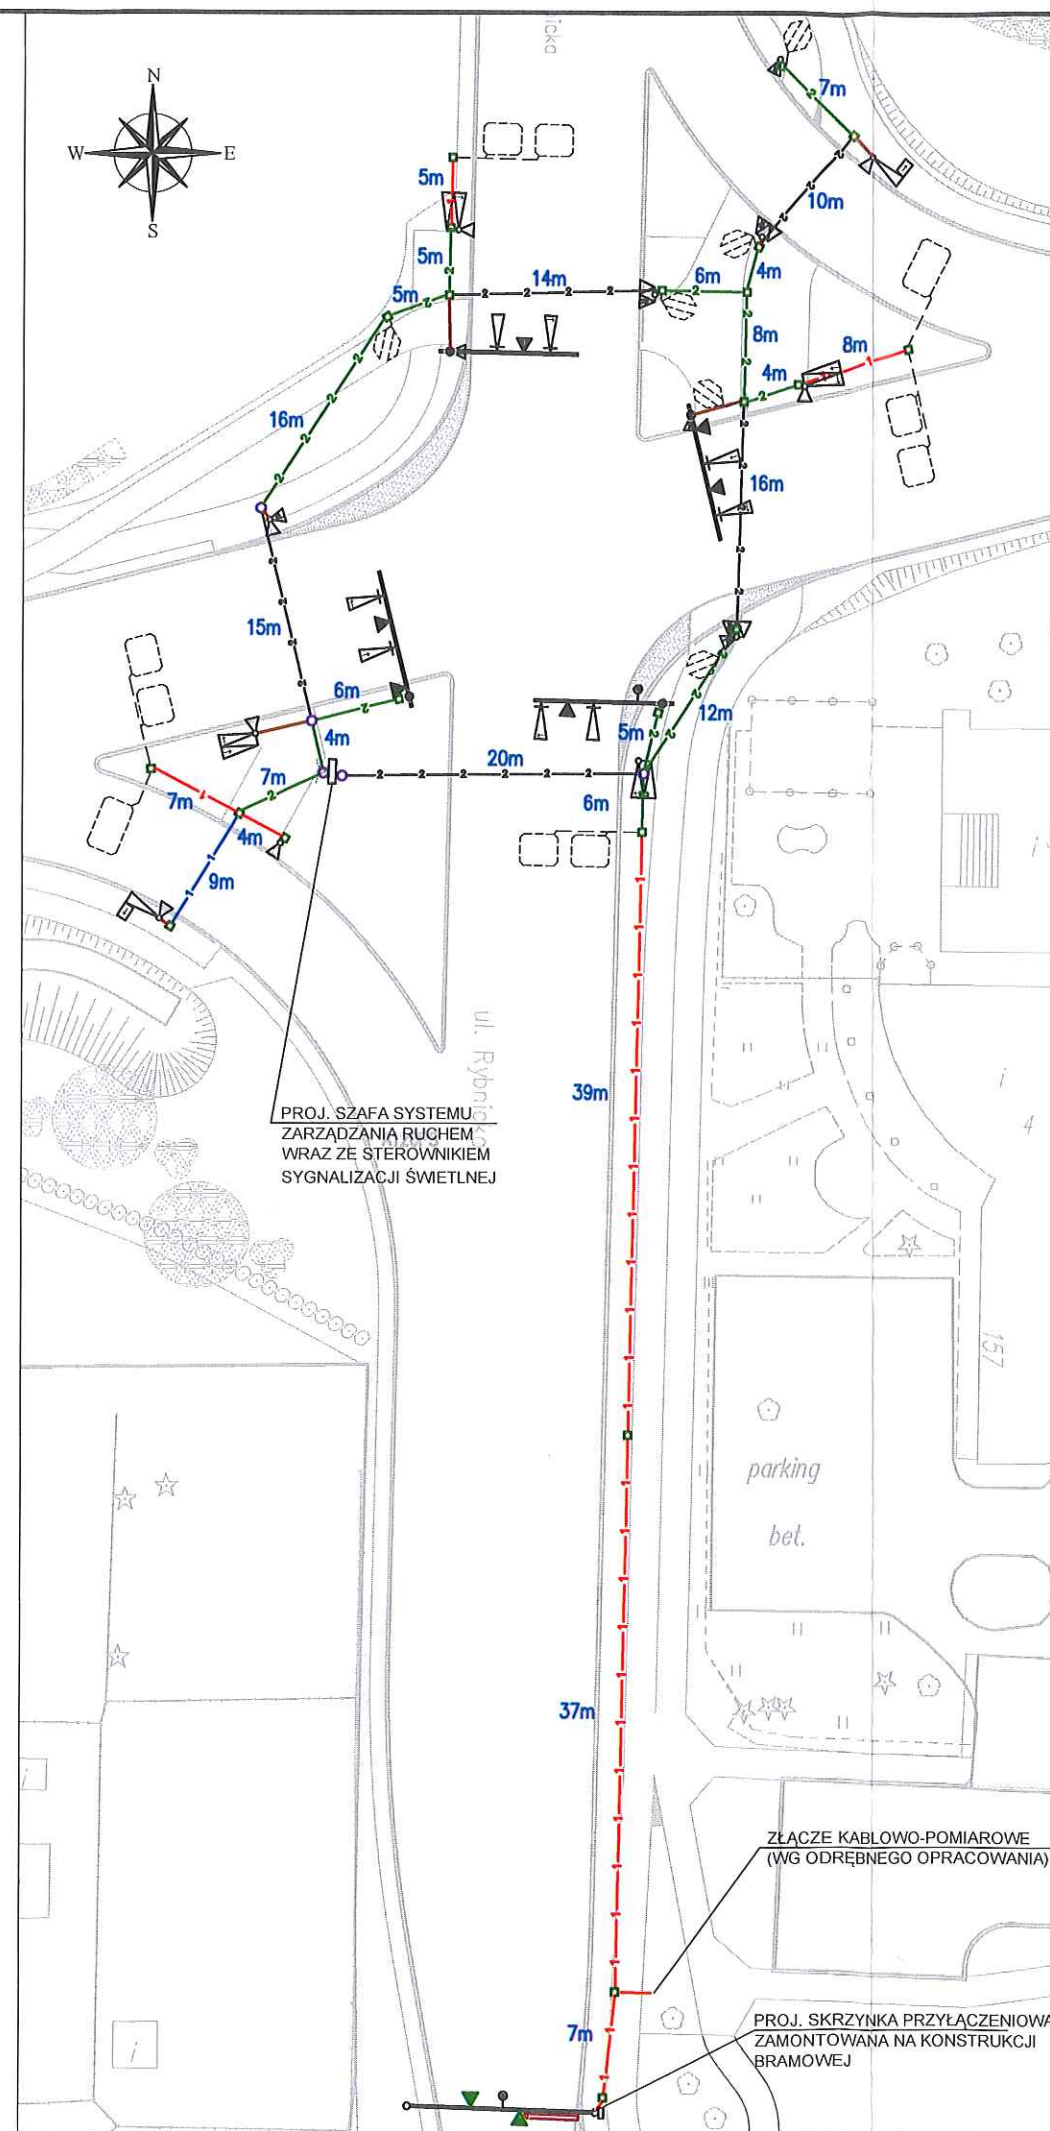 icka
N
W
E
S
7m
5m
10m
5m
14m
6m
4m
5m
8m
8m
4m
16m
16m
15m
6m
4m
5m
12m
20m
7m
7m
6m
4m
9m
ul. Rybnicka
39m
PROJ. SZAFA SYSTEMU
ZARZĄDZANIA RUCHEM
WRAZ ZE STEROWNIKIEM
SYGNALIZACJI ŚWIETLNEJ
i
i
4
157
parking
bet.
37m
i
ZŁĄCZE KABLOWO-POMIAROWE
(WG ODRĘBNEGO OPRACOWANIA)
7m
PROJ. SKRZYNKA PRZYŁĄCZENIOWA
ZAMONTOWANA NA KONSTRUKCJI
BRAMOWEJ
i